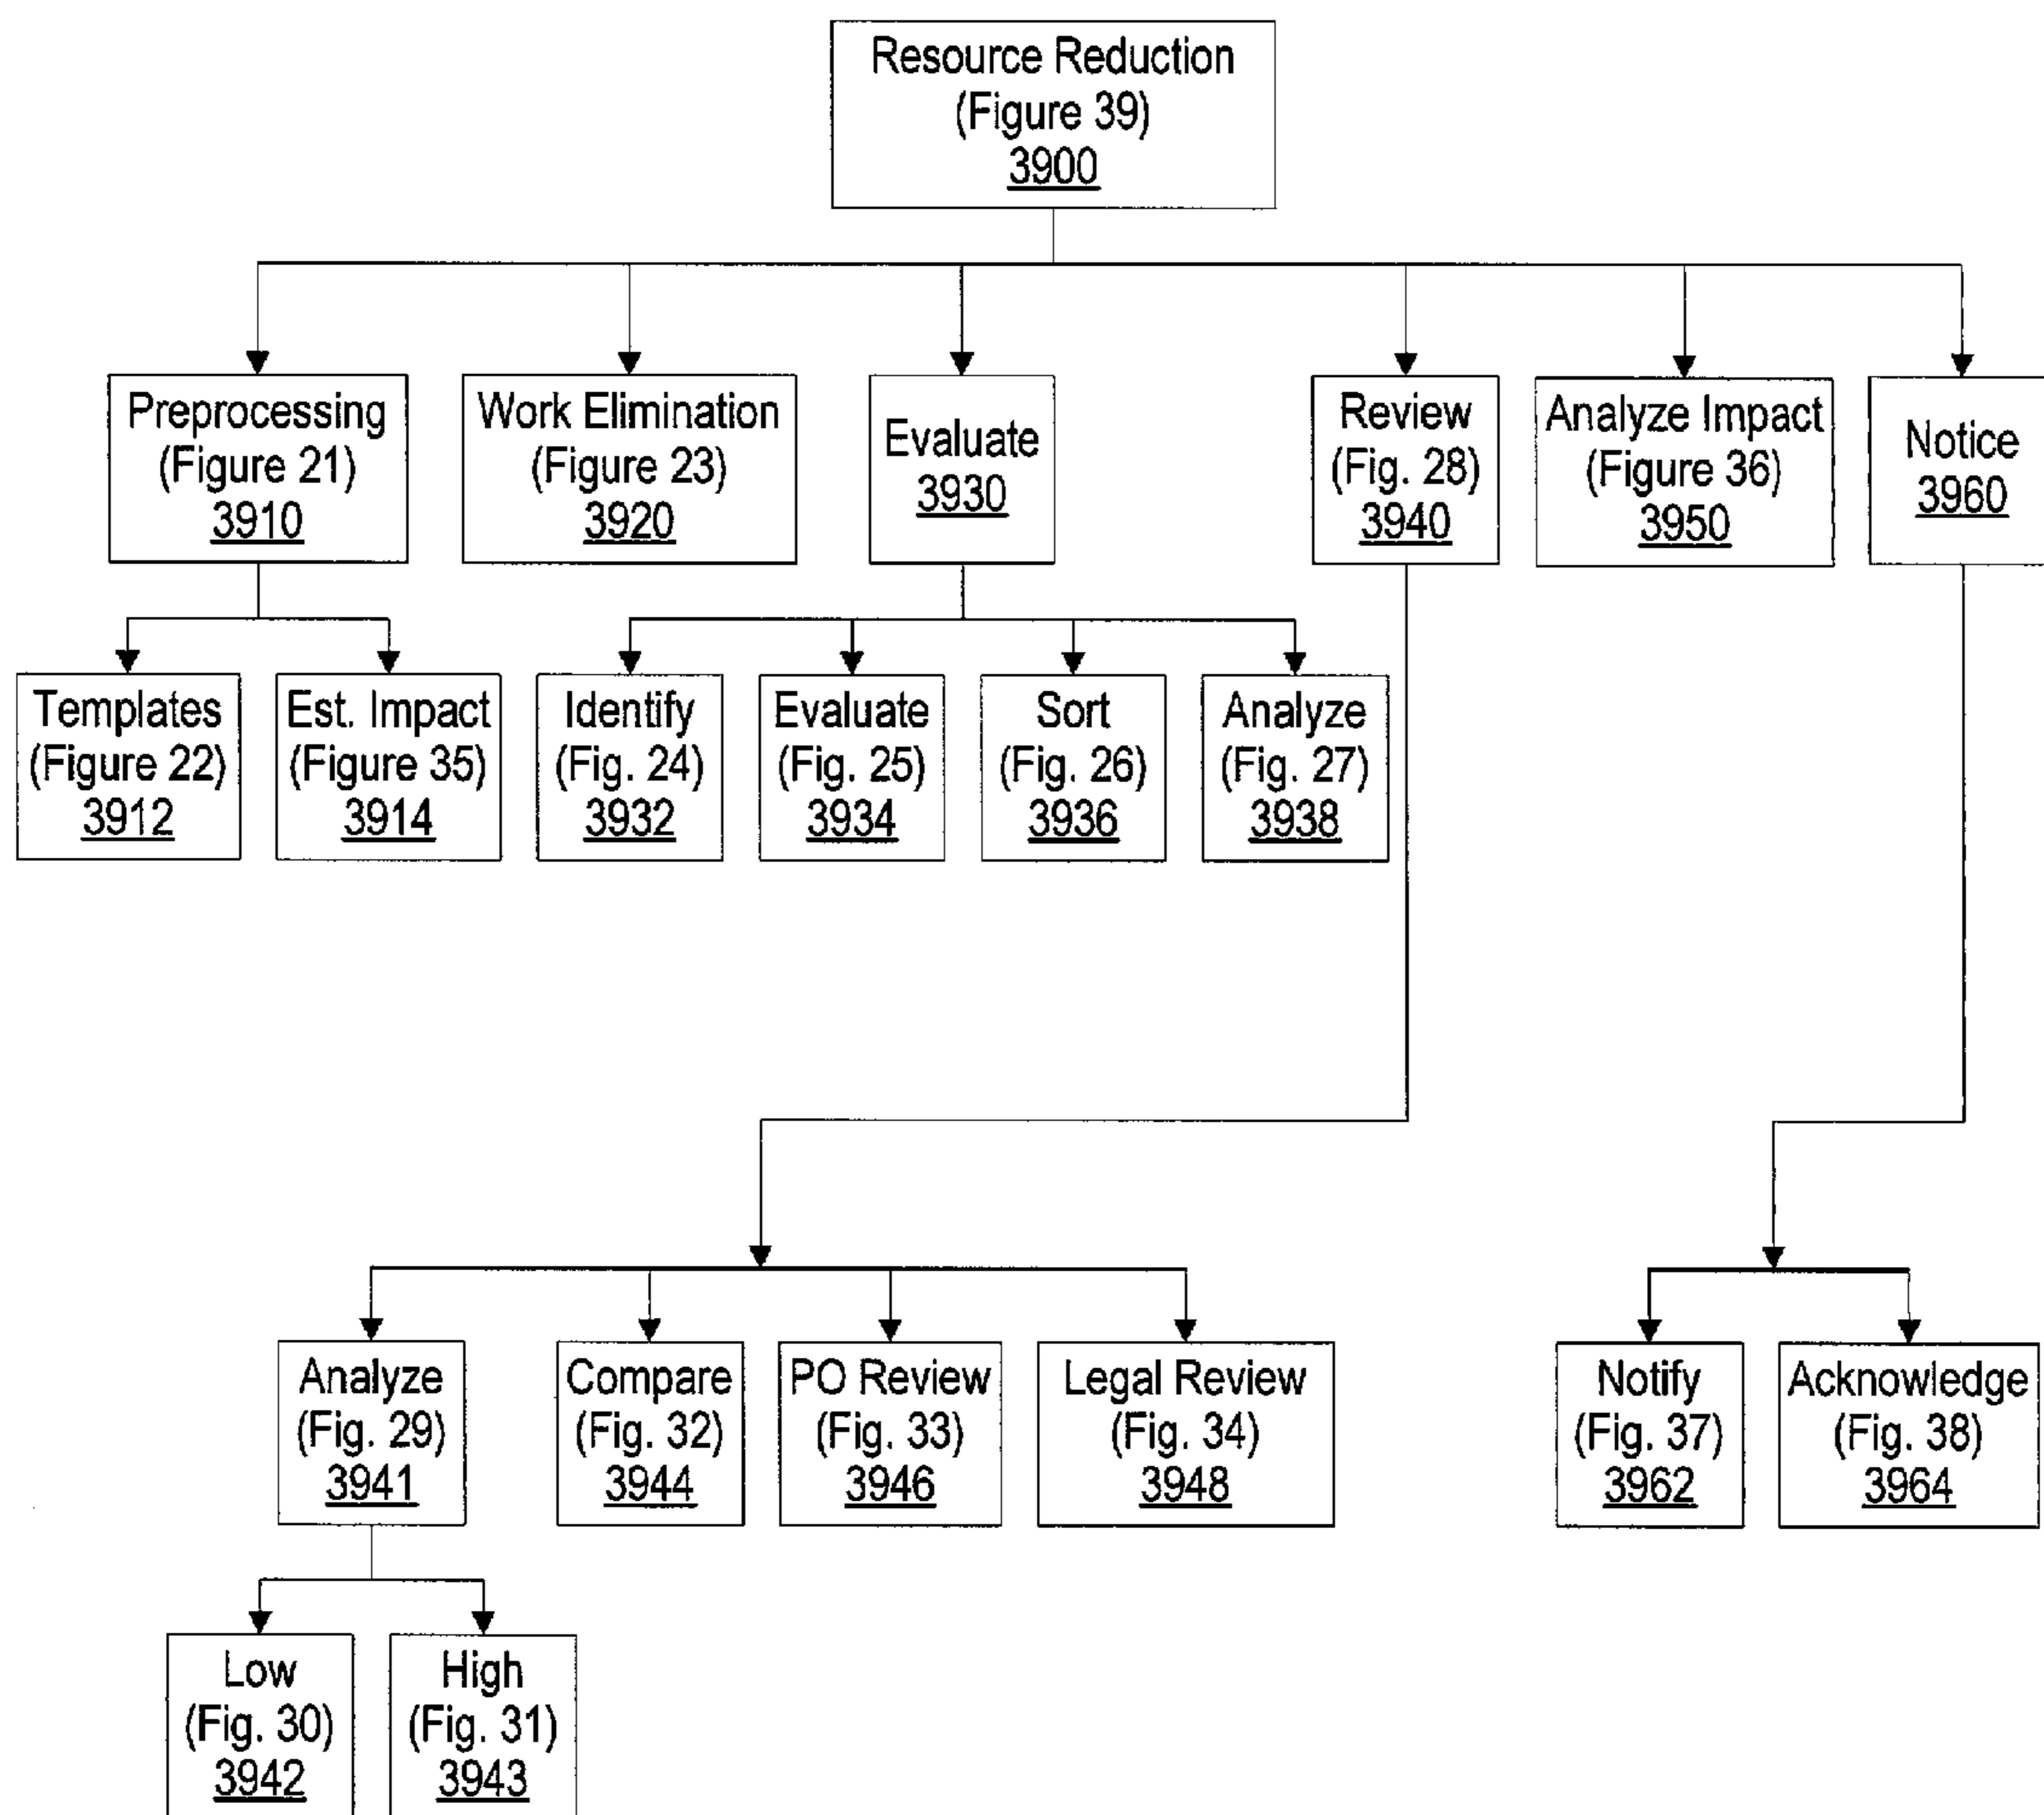 Resource Reduction
(Figure 39)
3900
Preprocessing
(Figure 21)
3910
Work Elimination
(Figure 23)
3920
Evaluate
3930
Review
(Fig. 28)
3940
Analyze Impact
(Figure 36)
3950
Notice
3960
Templates
(Figure 22)
3912
Est. Impact
(Figure 35)
3914
Identify
(Fig. 24)
3932
Evaluate
(Fig. 25)
3934
Sort
(Fig. 26)
3936
Analyze
(Fig. 27)
3938
Analyze
(Fig. 29)
3941
Compare
(Fig. 32)
3944
PO Review
(Fig. 33)
3946
Legal Review
(Fig. 34)
3948
Notify
(Fig. 37)
3962
Acknowledge
(Fig. 38)
3964
Low
(Fig. 30)
3942
High
(Fig. 31)
3943